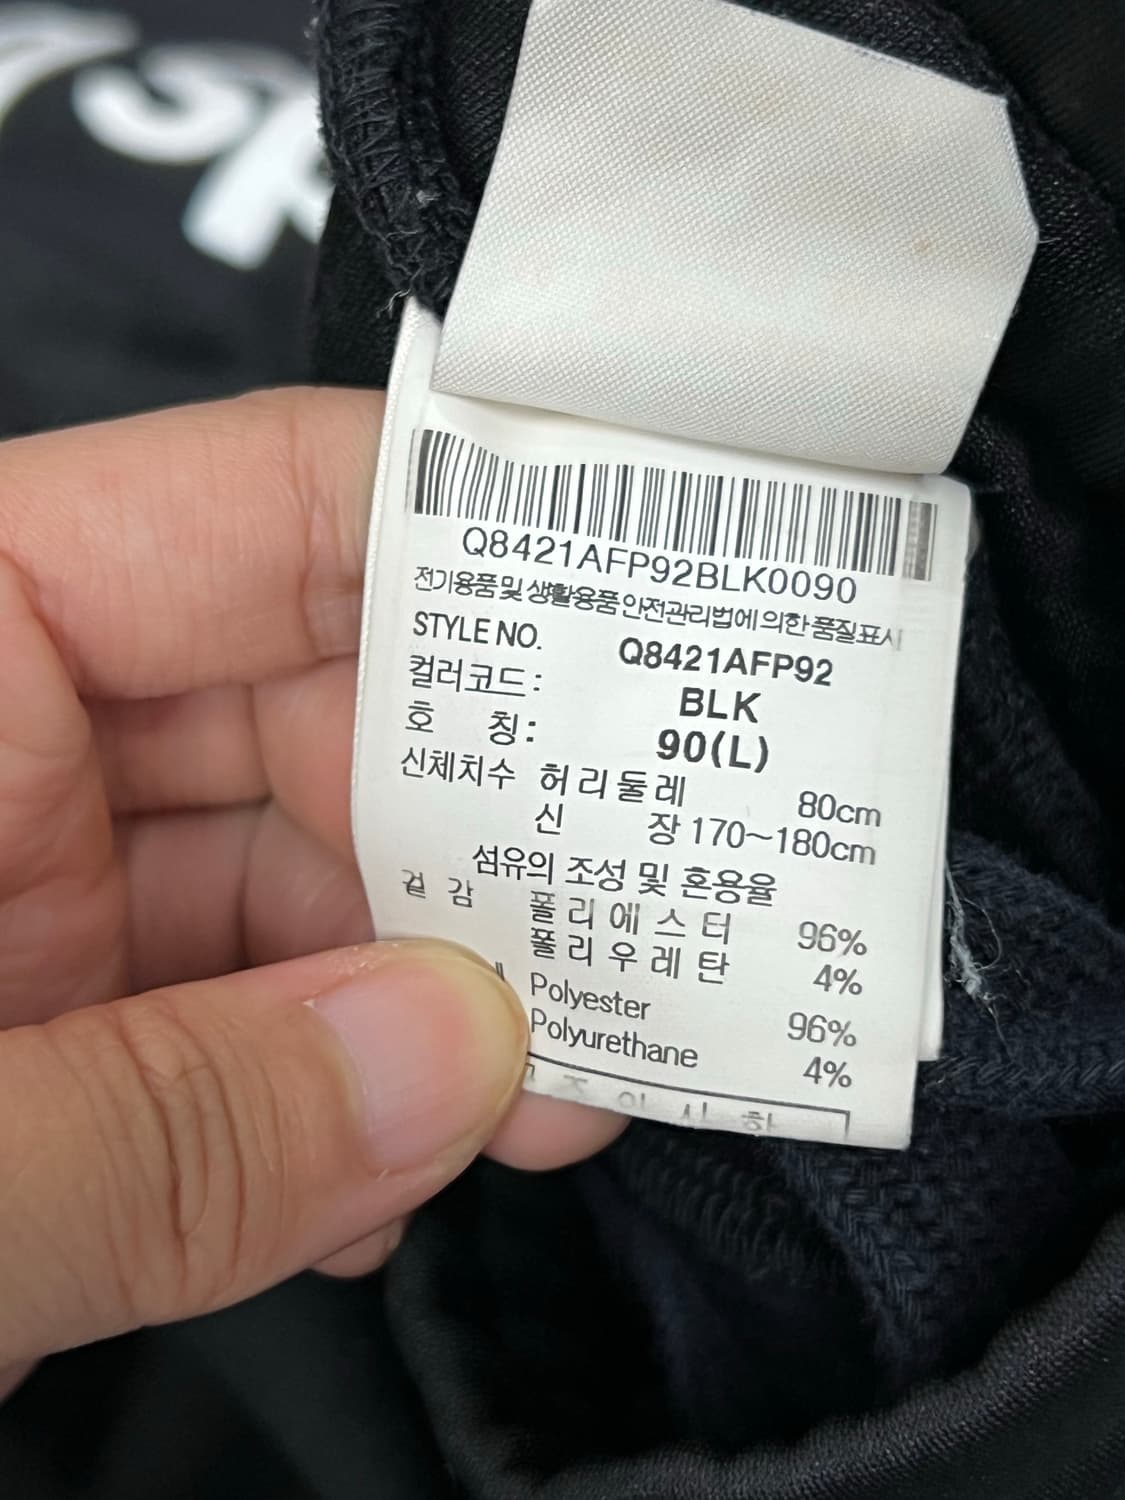 Q8421AFP92BLK0090
전기용품및 생활용품 안전관리법에 의한 품질표시
STYLE NO. Q8421AFP92
컬러코드: BLK
호 칭: 90(L)
신체치수 허리둘레 80cm
신 장 170~180cm
섬유의 조성 및 혼용율
겉 감 폴리에스터 96%
폴리우레탄 4%
Polyester 96%
Polyurethane 4%